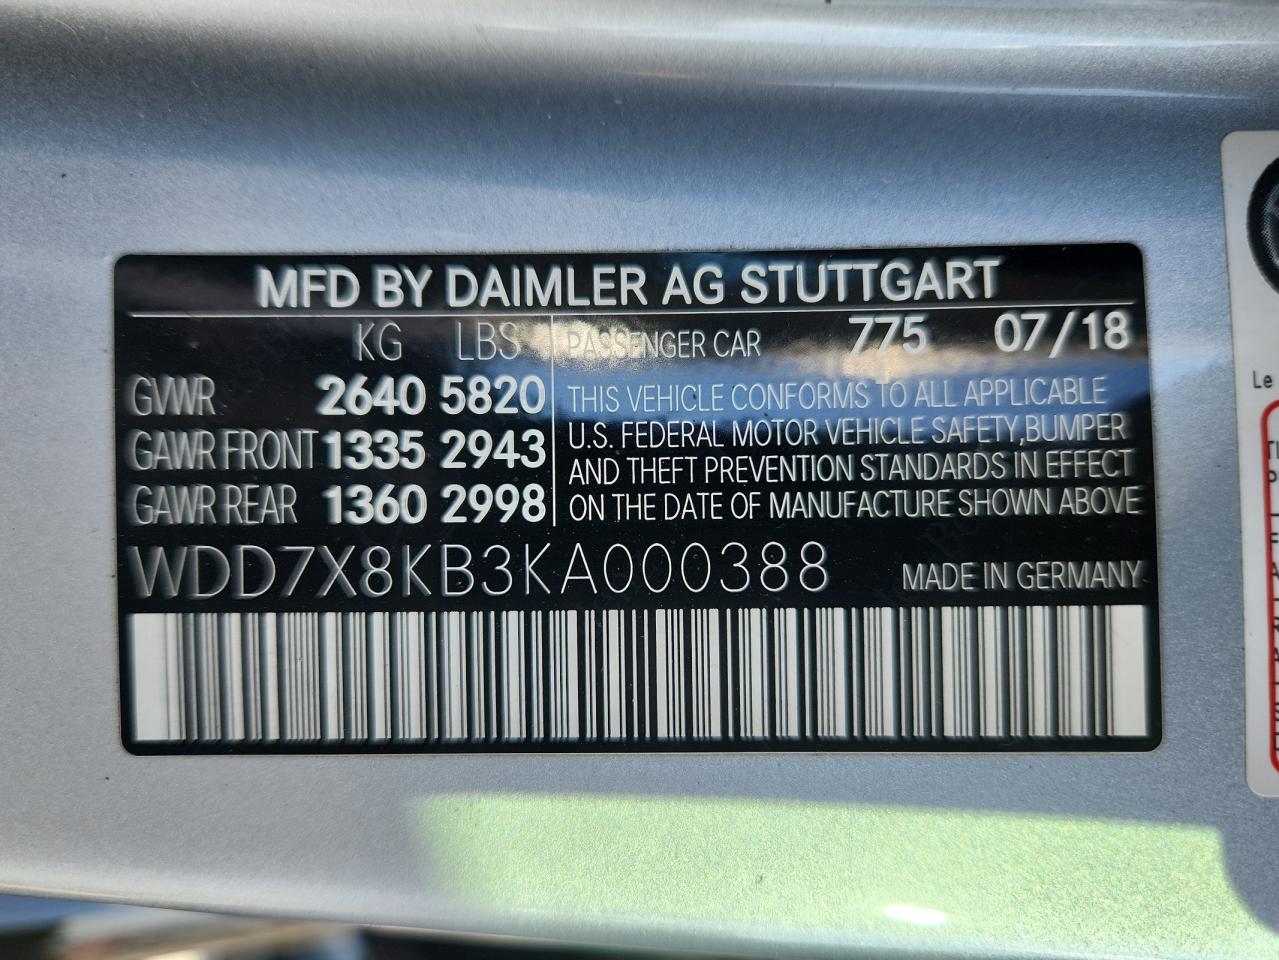 MFD BY DAIMLER AG STUTTGART
KG LBS PASSENGER CAR 775 07/18
GVWR 2640 5820
GAWR FRONT 1335 2943
GAWR REAR 1360 2998
THIS VEHICLE CONFORMS TO ALL APPLICABLE
U.S. FEDERAL MOTOR VEHICLE SAFETY,BUMPER
AND THEFT PREVENTION STANDARDS IN EFFECT
ON THE DATE OF MANUFACTURE SHOWN ABOVE
WDD7X8KB3KA000388 MADE IN GERMANY
Le